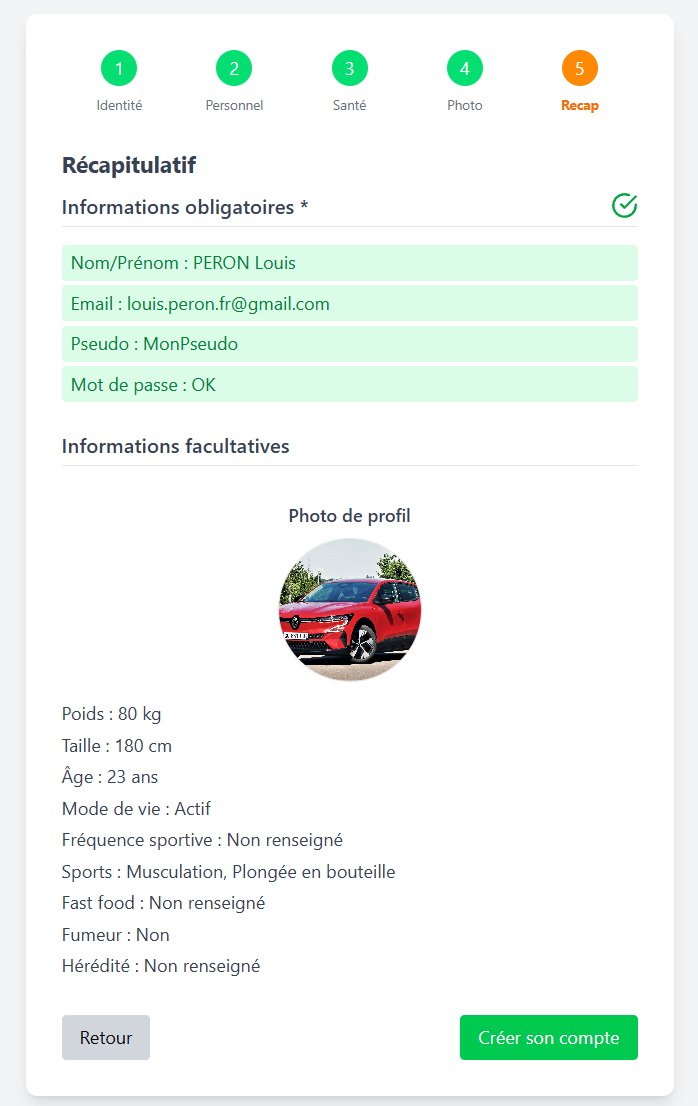 1 2 3 4 5
Identité Personnel Santé Photo Recap
Récapitulatif
Informations obligatoires *
Nom/Prénom : PERON Louis
Email : louis.peron.fr@gmail.com
Pseudo : MonPseudo
Mot de passe : OK
Informations facultatives
Photo de profil
Poids : 80 kg
Taille : 180 cm
Âge : 23 ans
Mode de vie : Actif
Fréquence sportive : Non renseigné
Sports : Musculation, Plongée en bouteille
Fast food : Non renseigné
Fumeur : Non
Hérédité : Non renseigné
Retour Créer son compte